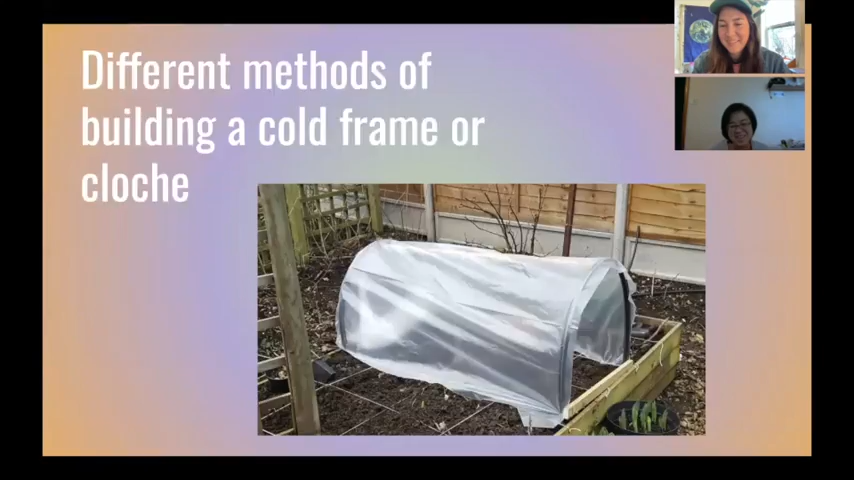 Different methods of
building a cold frame or
cloche